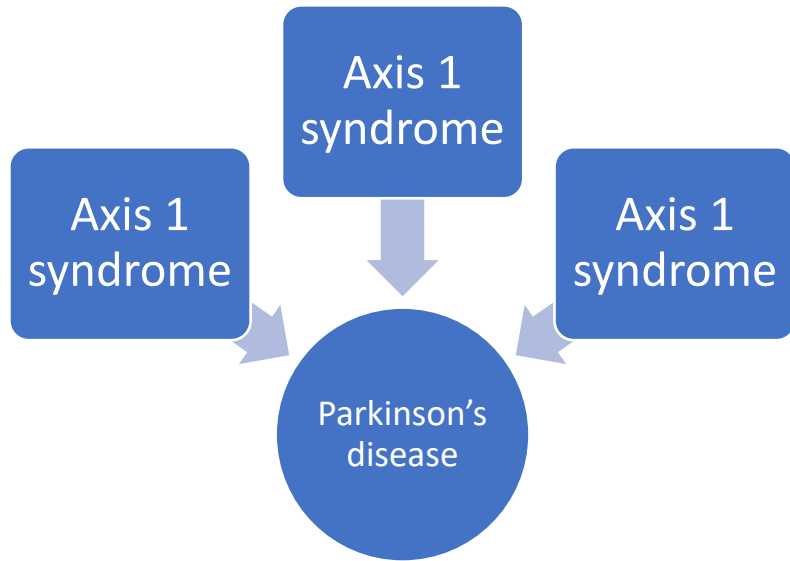 Axis 1
syndrome
Axis 1
syndrome
Axis 1
syndrome
Parkinson’s
disease